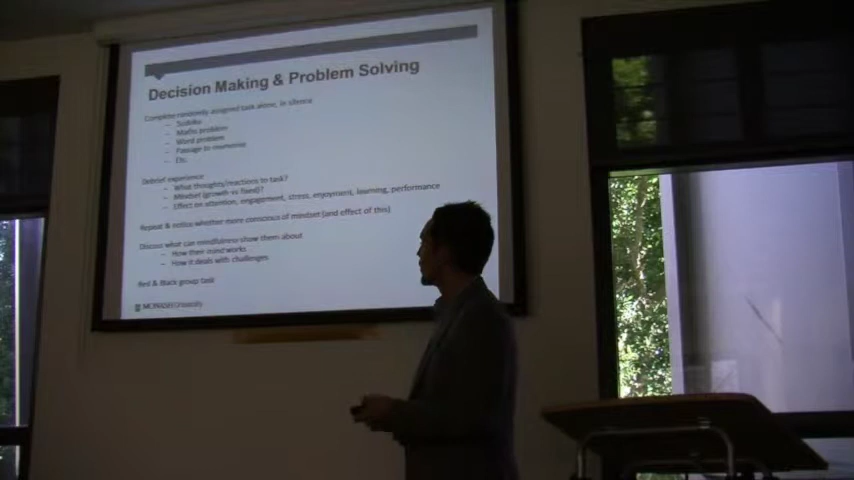 Decision Making & Problem Solving
Complete randomly assigned task alone, in silence
– Sudoku
– Maths problem
– Word problem
– Passage to memorise
– Etc.
Debrief experience
– What thoughts/reactions to task?
– Mindset (growth vs fixed)?
– Effect on attention, engagement, stress, enjoyment, learning, performance
Repeat & notice whether more conscious of mindset (and effect of this)
Discuss what can mindfulness show them about
– How their mind works
– How it deals with challenges
Red & Black group task
MONASH University